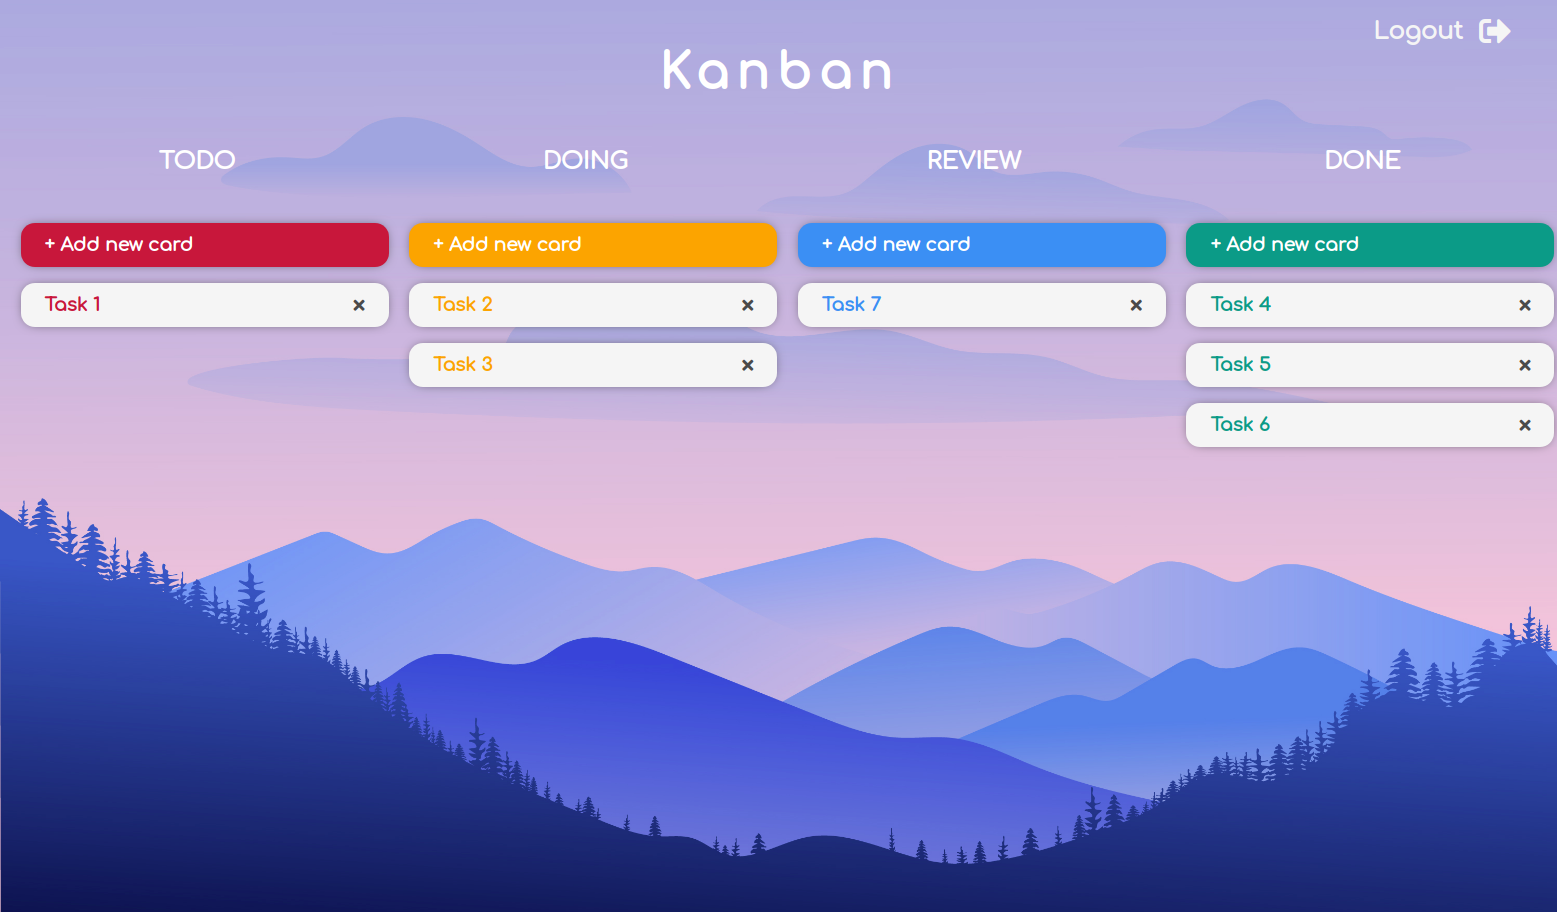 Logout
Kanban
TODO
DOING
REVIEW
DONE
+ Add new card
+ Add new card
+ Add new card
+ Add new card
Task 1
Task 2
Task 7
Task 4
Task 3
Task 5
Task 6